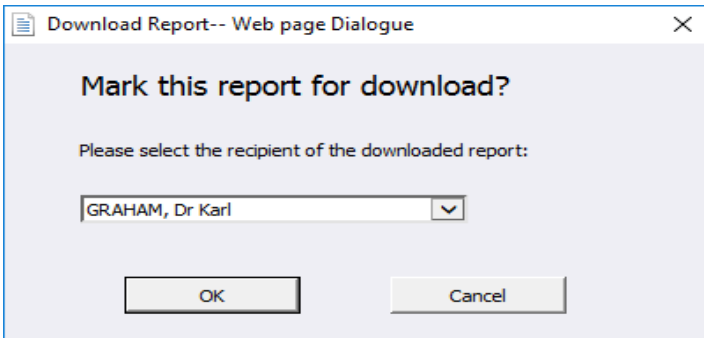 Download Report-- Web page Dialogue
Mark this report for download?
Please select the recipient of the downloaded report:
GRAHAM, Dr Karl
OK Cancel